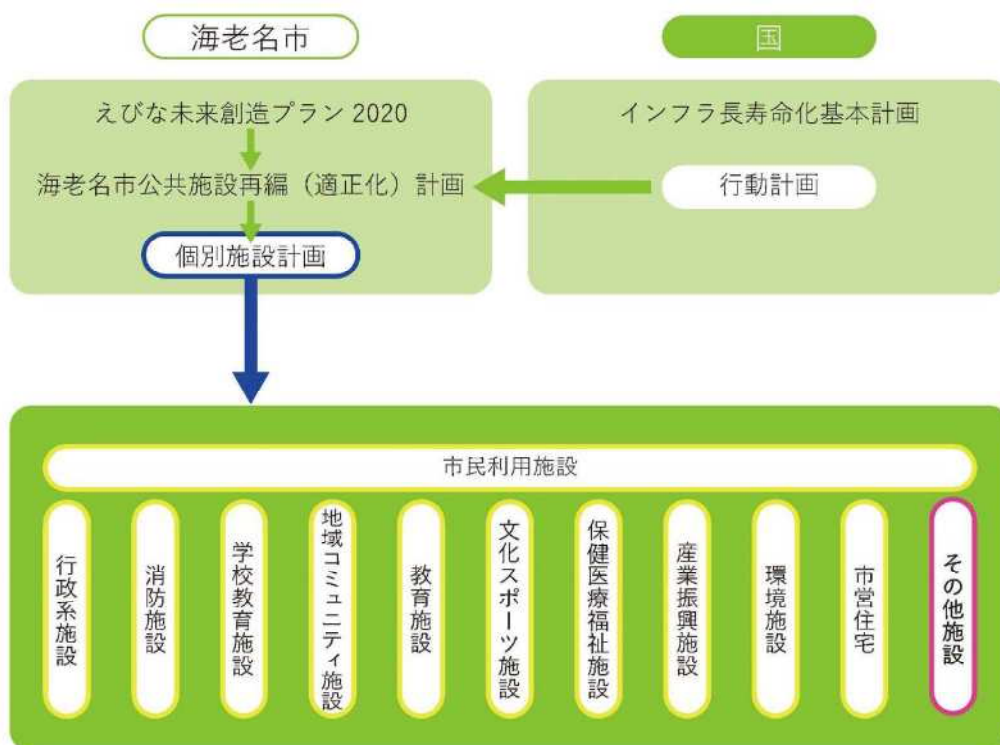 海老名市
国
えびな未来創造プラン 2020
インフラ長寿命化基本計画
海老名市公共施設再編（適正化）計画
行動計画
個別施設計画
市民利用施設
行政系施設
消防施設
学校教育施設
地域コミュニティ施設
教育施設
文化スポーツ施設
保健医療福祉施設
産業振興施設
環境施設
市営住宅
その他施設